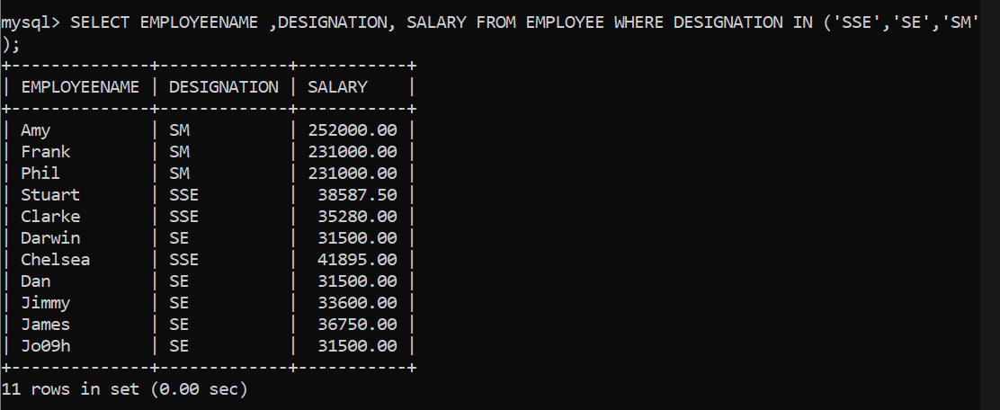 mysql> SELECT EMPLOYEENAME ,DESIGNATION, SALARY FROM EMPLOYEE WHERE DESIGNATION IN ('SSE','SE','SM'
);
+--------------+-------------+-----------+
| EMPLOYEENAME | DESIGNATION | SALARY    |
+--------------+-------------+-----------+
| Amy          | SM          | 252000.00 |
| Frank        | SM          | 231000.00 |
| Phil         | SM          | 231000.00 |
| Stuart       | SSE         |  38587.50 |
| Clarke       | SSE         |  35280.00 |
| Darwin       | SE          |  31500.00 |
| Chelsea      | SSE         |  41895.00 |
| Dan          | SE          |  31500.00 |
| Jimmy        | SE          |  33600.00 |
| James        | SE          |  36750.00 |
| Jo09h        | SE          |  31500.00 |
+--------------+-------------+-----------+
11 rows in set (0.00 sec)